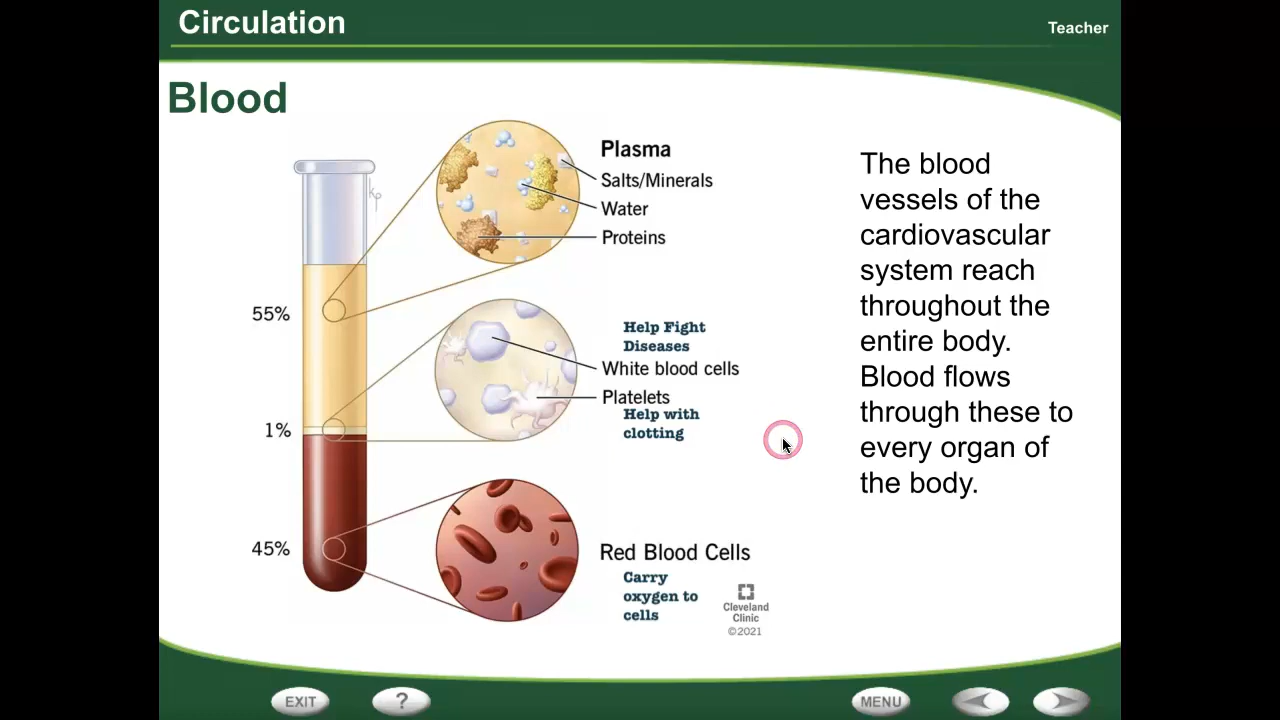 Circulation
Teacher
Blood
Plasma
Salts/Minerals
Water
Proteins
55%
Help Fight
Diseases
White blood cells
Platelets
Help with
clotting
1%
45%
Red Blood Cells
Carry
oxygen to
cells
Cleveland
Clinic
©2021
The blood
vessels of the
cardiovascular
system reach
throughout the
entire body.
Blood flows
through these to
every organ of
the body.
EXIT
?
MENU